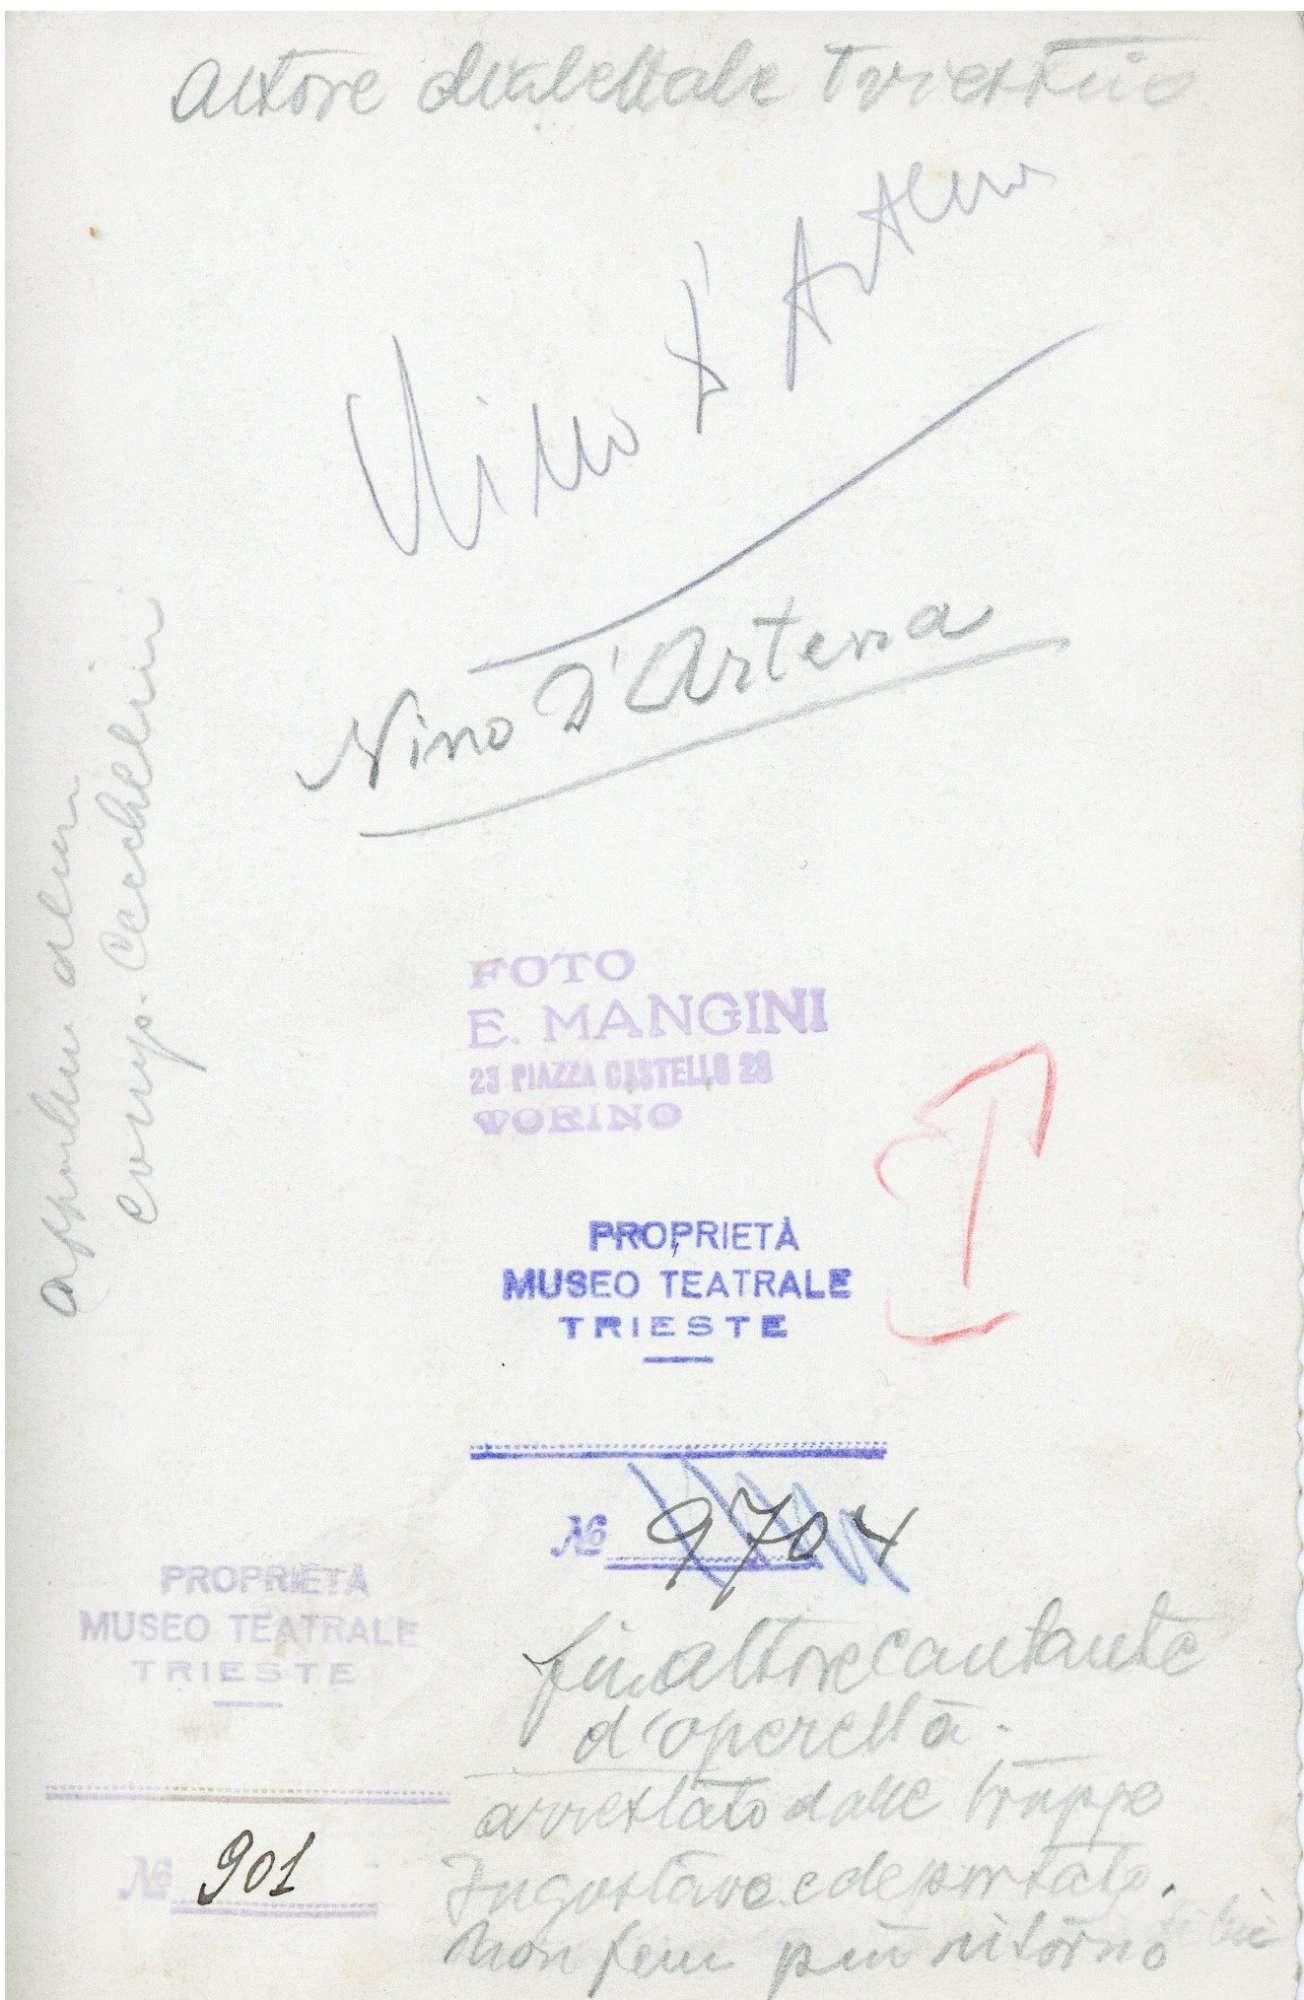 attore dialettale triestino
Nino D'Artena
Nino D'Artena
comp. Cecchelin
FOTO
E. MANGINI
23 PIAZZA CASTELLO 23
TORINO
PROPRIETÀ
MUSEO TEATRALE
TRIESTE
№ 9704
PROPRIETÀ
MUSEO TEATRALE
TRIESTE
№ 901
fu attore cantante
d'operetta.
arrestato dalle truppe
Jugoslave e deportato.
Non fece più ritorno